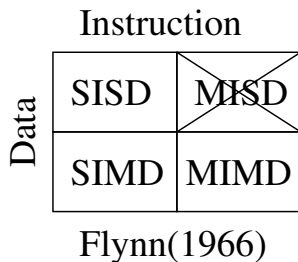 Instruction
Data
SISD MISD
SIMD MIMD
Flynn(1966)